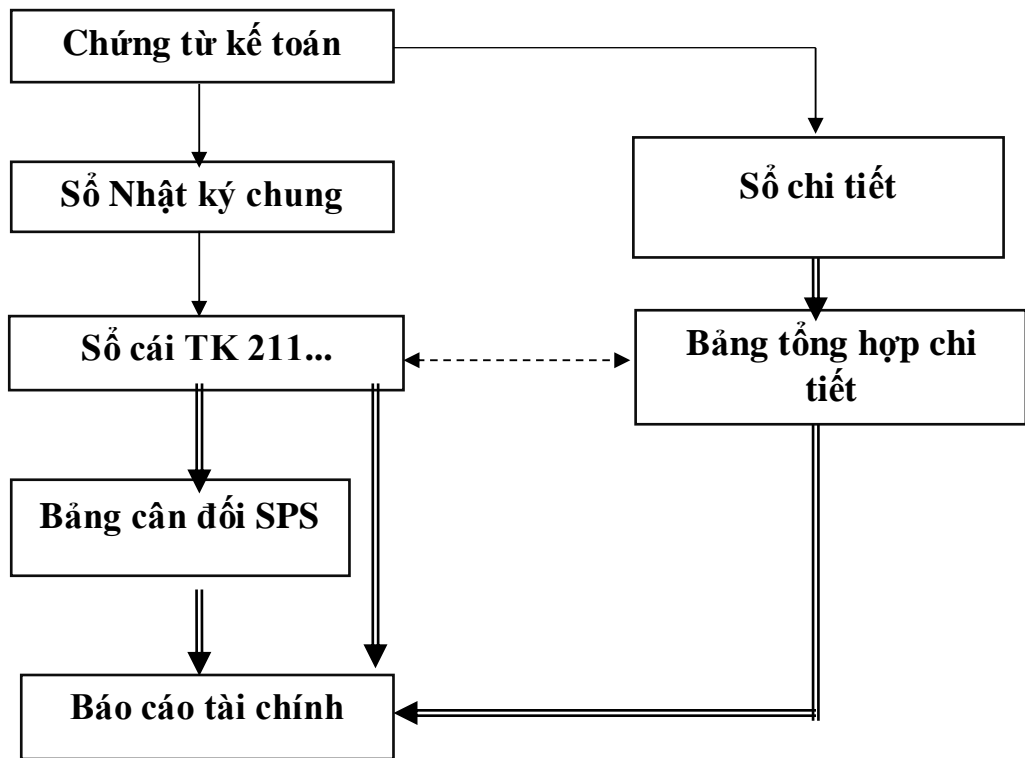 Chứng từ kế toán
Sổ Nhật ký chung
Sổ chi tiết
Sổ cái TK 211...
Bảng tổng hợp chi
tiết
Bảng cân đối SPS
Báo cáo tài chính